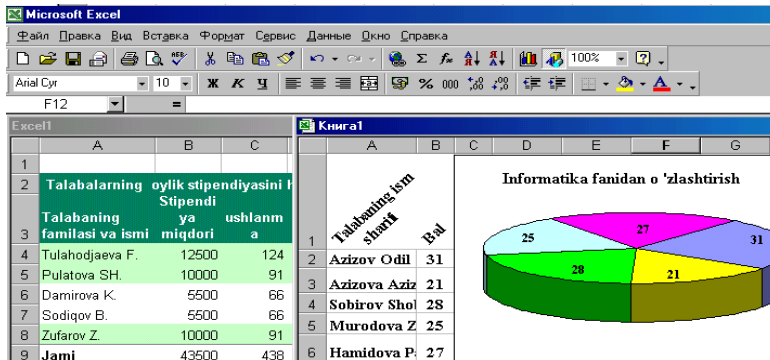 Microsoft Excel
Файл Правка Вид Вставка Формат Сервис Данные Окно Справка
100%
Arial Cyr 10 Ж К Ч % 000
F12 =
Excel1
A B C
1
2 Talabalarning oylik stipendiyasini h
3 Talabaning familasi va ismi Stipendi ya miqdori ushlanm a
4 Tulahodjaeva F. 12500 124
5 Pulatova SH. 10000 91
6 Damirova K. 5500 66
7 Sodiqov B. 5500 66
8 Zufarov Z. 10000 91
9 Jami 43500 438
Книга1
A B C D E F G
1 Talabaning ism sharifi Bal
2 Azizov Odil 31
3 Azizova Aziz 21
4 Sobirov Shol 28
5 Murodova Z 25
6 Hamidova P 27
Informatika fanidan o 'zlashtirish
27
25
31
28
21